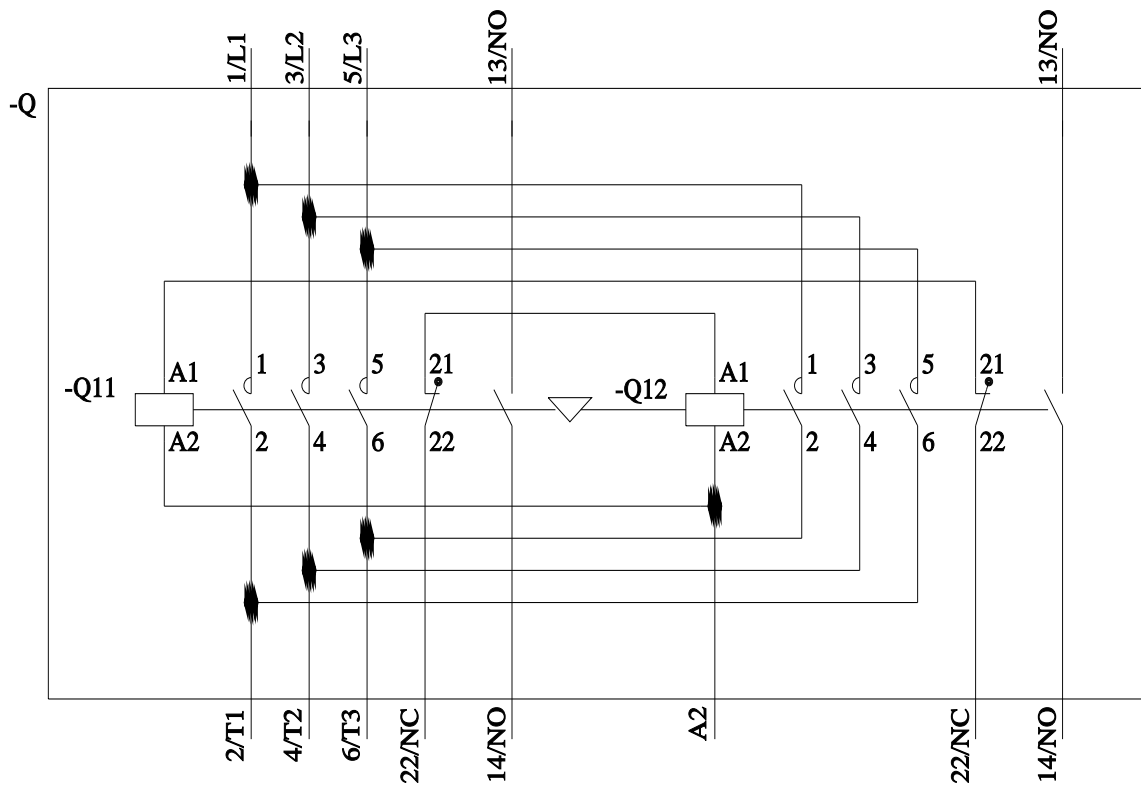 1/L1 3/L2 5/L3 13/NO 13/NO
-Q
1 3 5 21 1 3 5 21
A1 A1
-Q11 -Q12
A2 2 4 6 22 A2 2 4 6 22
2/T1 4/T2 6/T3 22/NC 14/NO A2 22/NC 14/NO